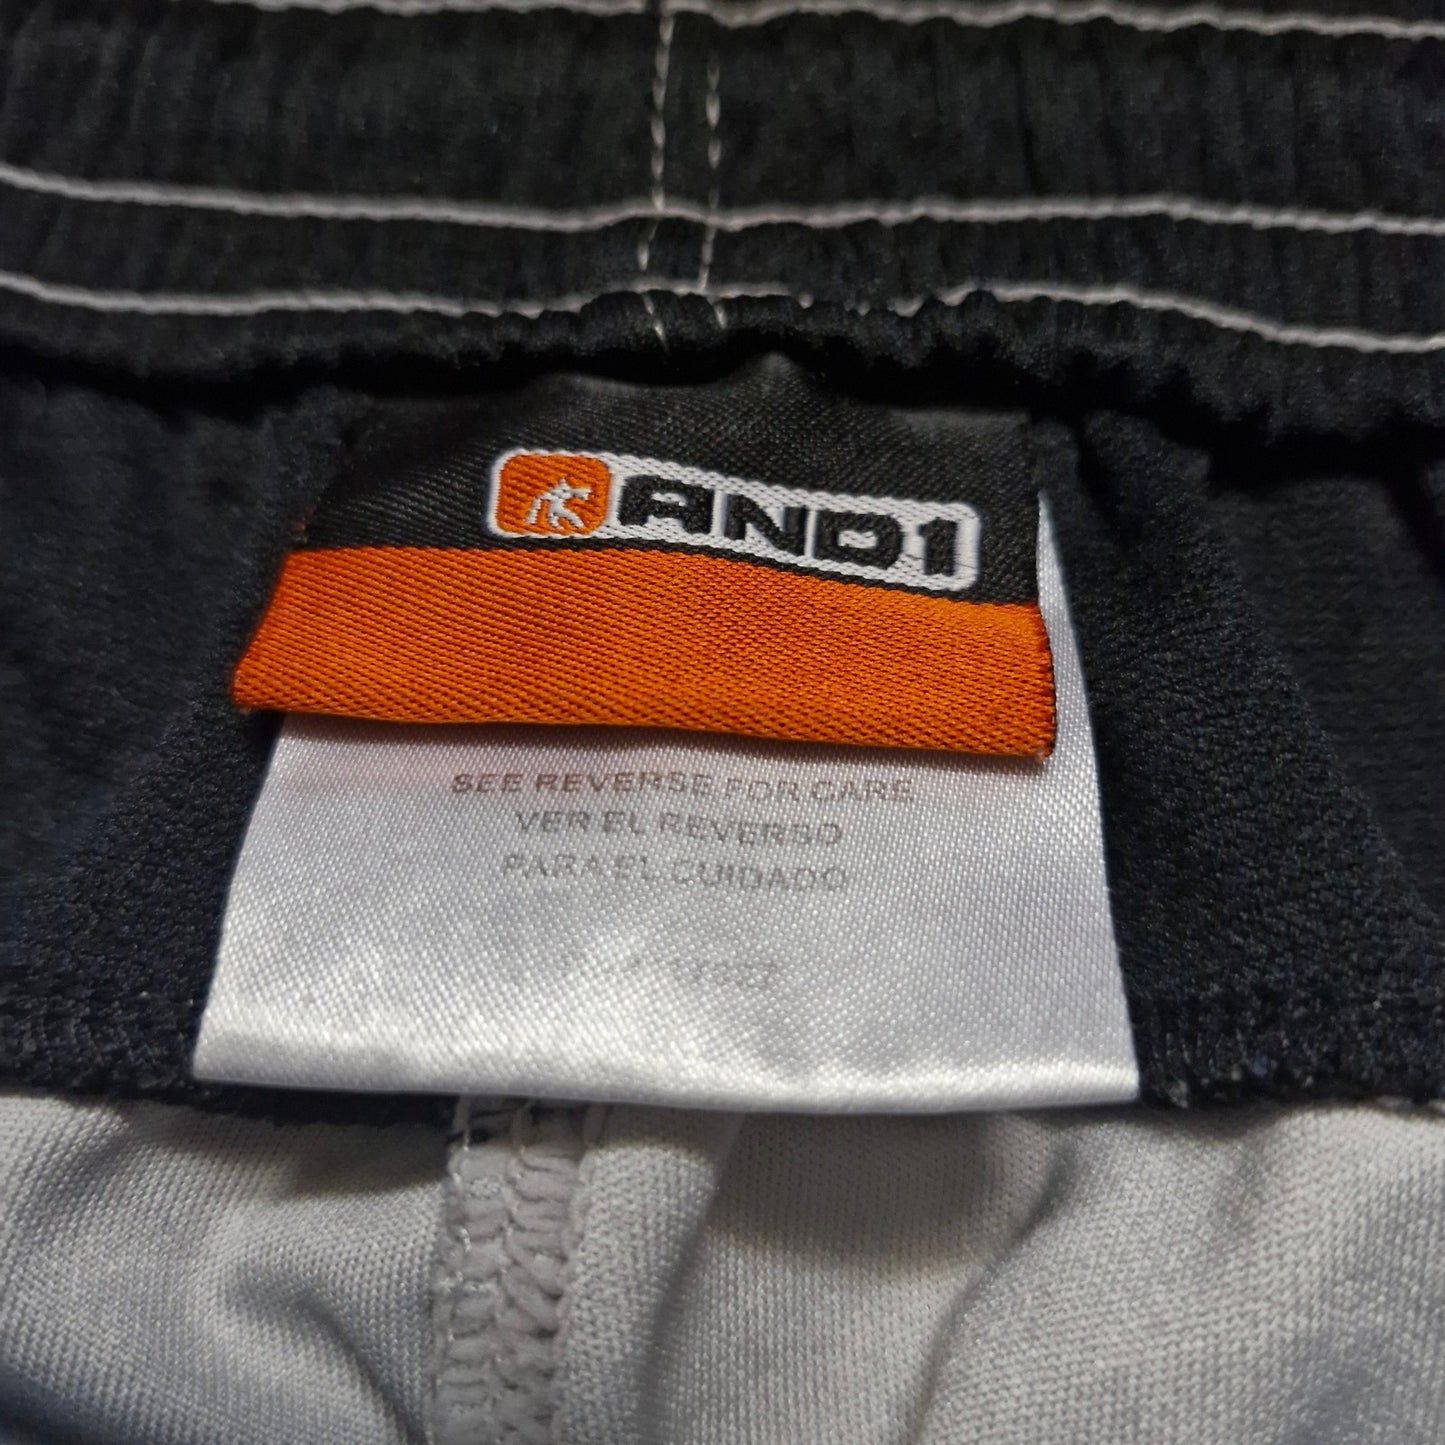 AND1
SEE REVERSE FOR CARE
VER EL REVERSO
PARA EL CUIDADO